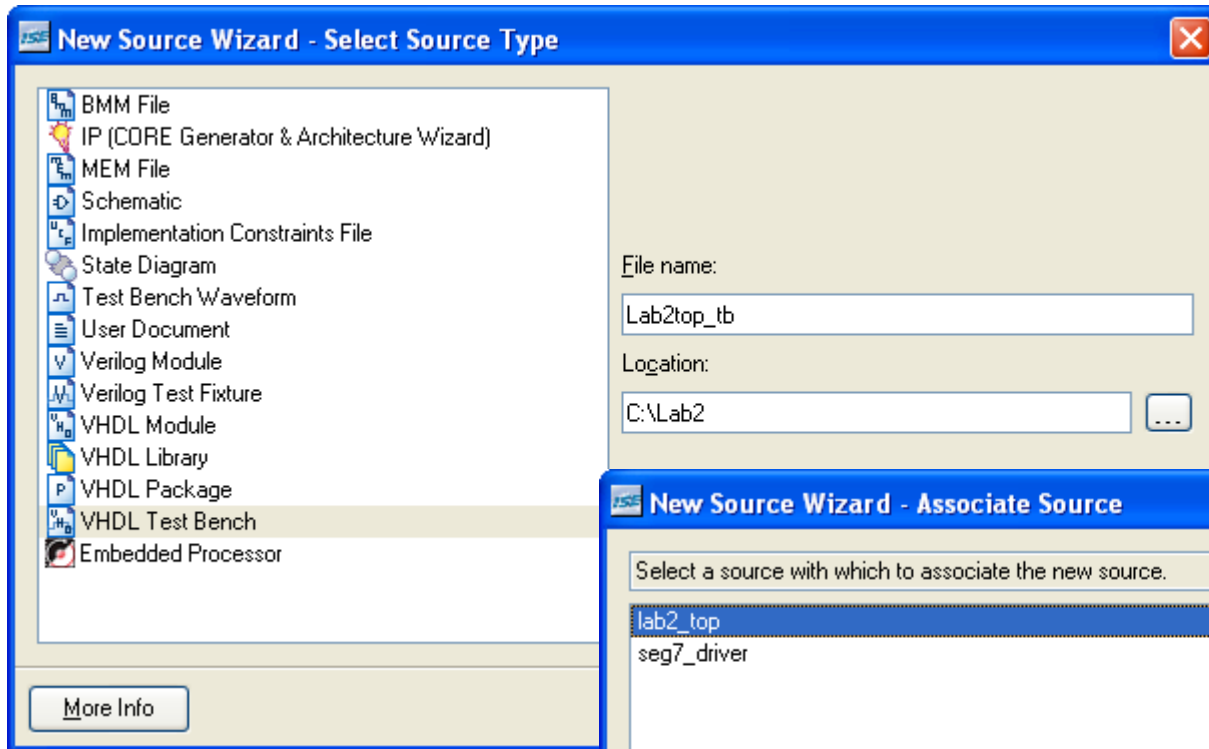 ISE New Source Wizard - Select Source Type
BMM File
IP (CORE Generator & Architecture Wizard)
MEM File
Schematic
Implementation Constraints File
State Diagram
Test Bench Waveform
User Document
Verilog Module
Verilog Test Fixture
VHDL Module
VHDL Library
VHDL Package
VHDL Test Bench
Embedded Processor
More Info
File name:
Lab2top_tb
Location:
C:\Lab2
...
ISE New Source Wizard - Associate Source
Select a source with which to associate the new source.
lab2_top
seg7_driver